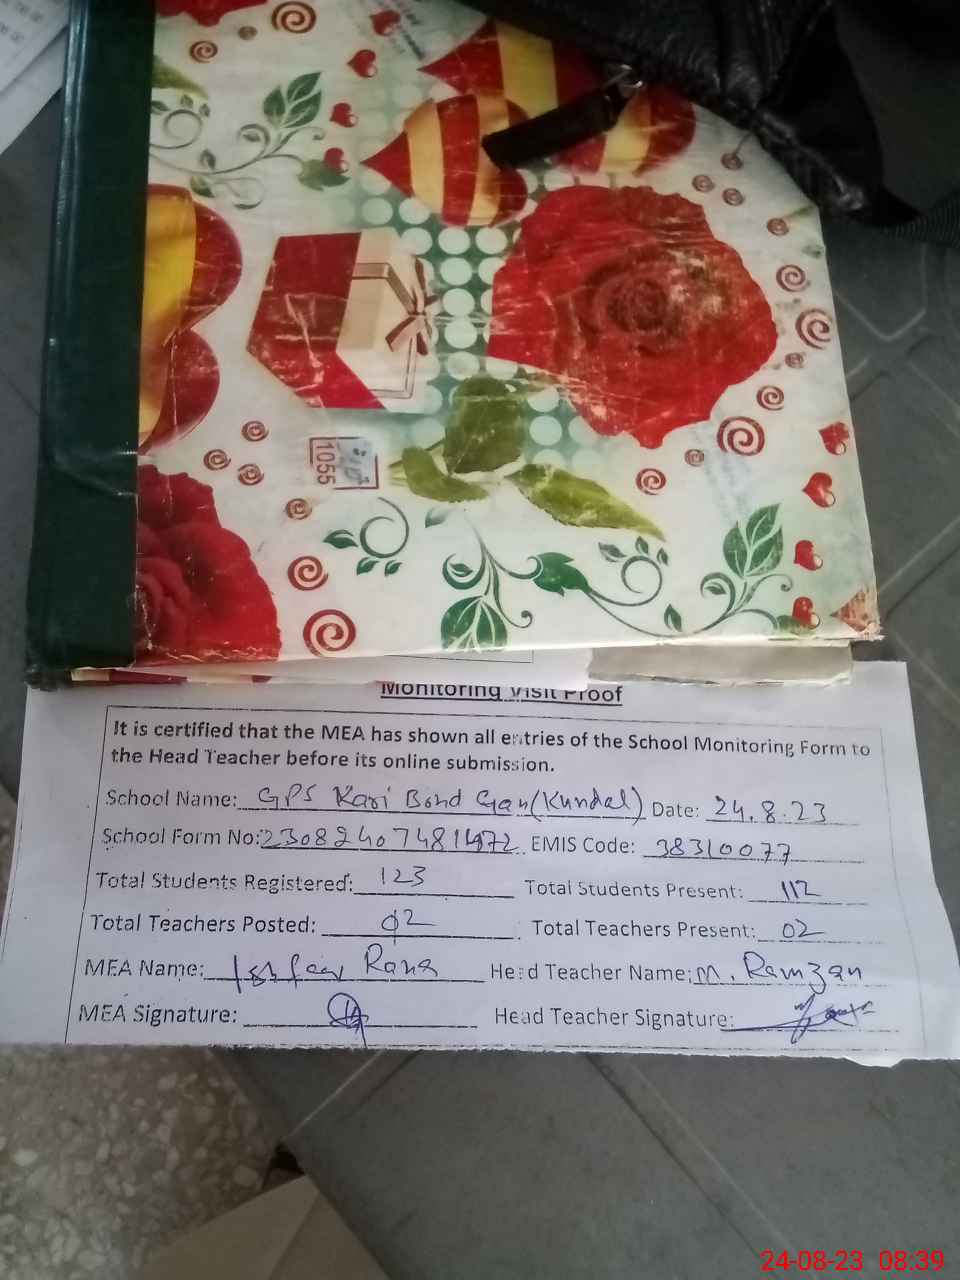 1055
Monitoring Visit Proof
It is certified that the MEA has shown all entries of the School Monitoring Form to
the Head Teacher before its online submission.
School Name: GPS Kari Bond Gan (Kundal) Date: 24.8.23
School Form No: 230824074811472 EMIS Code: 38310077
Total Students Registered: 123 Total Students Present: 112
Total Teachers Posted: 02 Total Teachers Present: 02
MEA Name: Rana Head Teacher Name: M. Ramzan
MEA Signature: Head Teacher Signature:
24-08-23 08:39